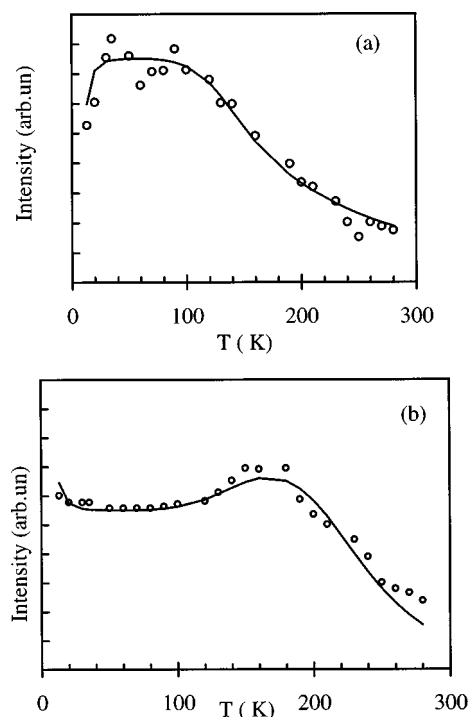 (a)
Intensity (arb.un)
0 100 200 300
T ( K)
(b)
Intensity (arb.un)
0 100 200 300
T ( K)